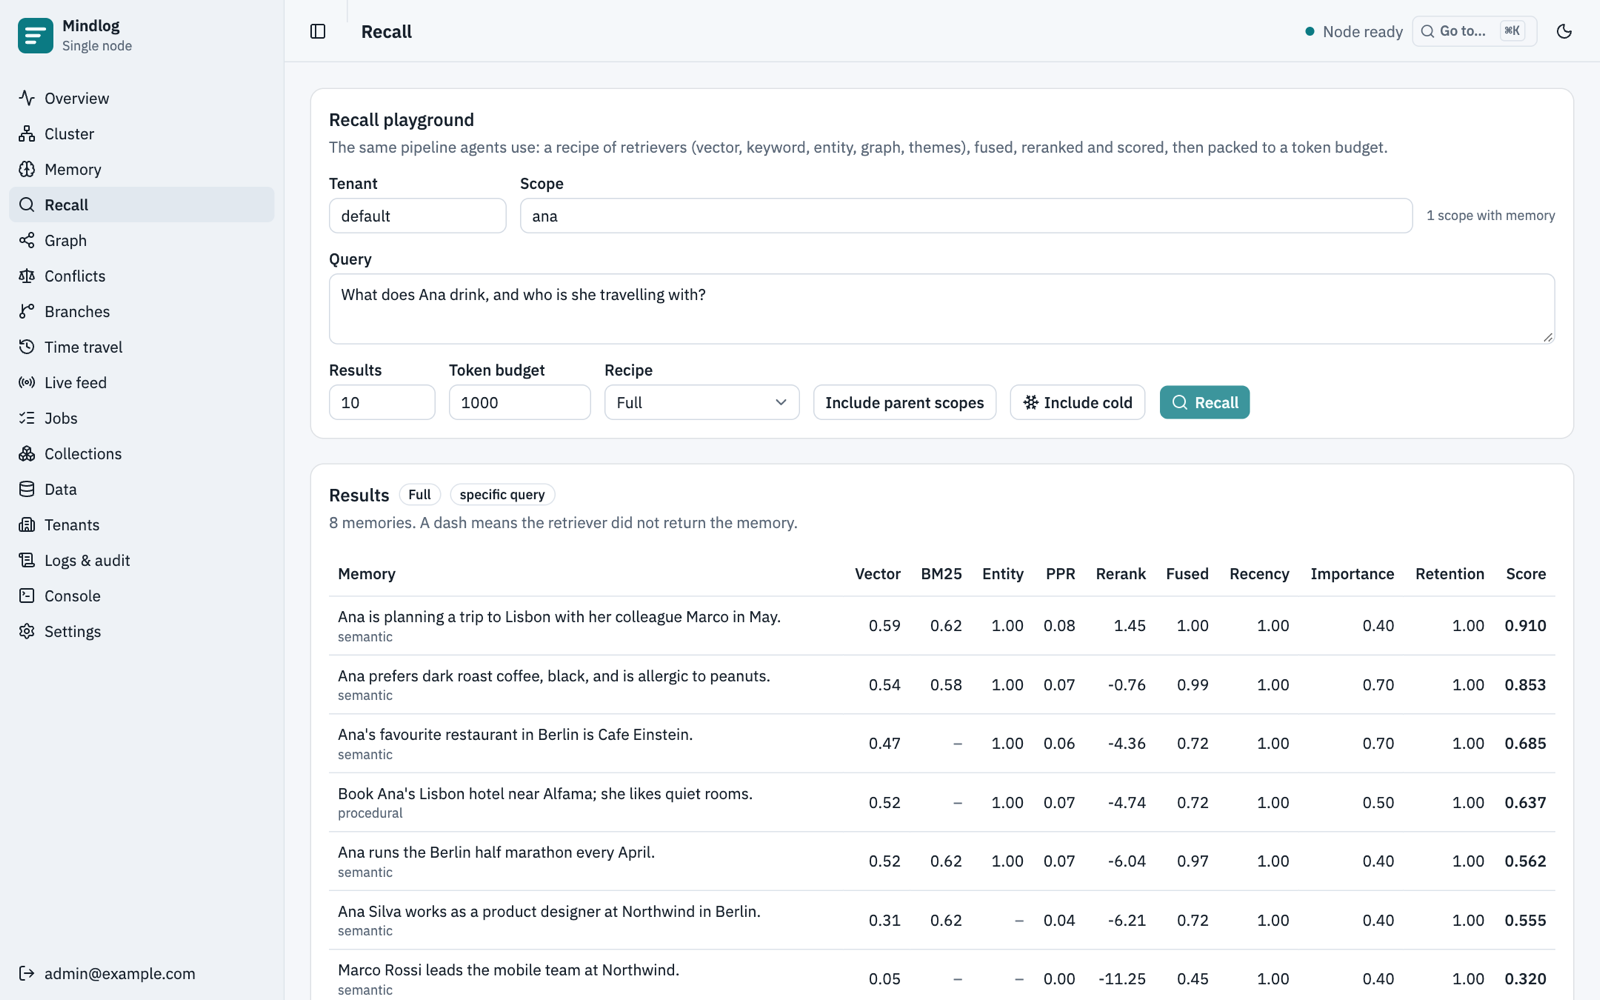 Mindlog
Single node
Overview
Cluster
Memory
Recall
Graph
Conflicts
Branches
Time travel
Live feed
Jobs
Collections
Data
Tenants
Logs & audit
Console
Settings
admin@example.com
Recall
Node ready
Go to... ⌘K
Recall playground
The same pipeline agents use: a recipe of retrievers (vector, keyword, entity, graph, themes), fused, reranked and scored, then packed to a token budget.
Tenant Scope
default ana 1 scope with memory
Query
What does Ana drink, and who is she travelling with?
Results Token budget Recipe
10 1000 Full Include parent scopes Include cold Recall
Results Full specific query
8 memories. A dash means the retriever did not return the memory.
Memory Vector BM25 Entity PPR Rerank Fused Recency Importance Retention Score
Ana is planning a trip to Lisbon with her colleague Marco in May.
semantic
0.59 0.62 1.00 0.08 1.45 1.00 1.00 0.40 1.00 0.910
Ana prefers dark roast coffee, black, and is allergic to peanuts.
semantic
0.54 0.58 1.00 0.07 -0.76 0.99 1.00 0.70 1.00 0.853
Ana's favourite restaurant in Berlin is Cafe Einstein.
semantic
0.47 – 1.00 0.06 -4.36 0.72 1.00 0.70 1.00 0.685
Book Ana's Lisbon hotel near Alfama; she likes quiet rooms.
procedural
0.52 – 1.00 0.07 -4.74 0.72 1.00 0.50 1.00 0.637
Ana runs the Berlin half marathon every April.
semantic
0.52 0.62 1.00 0.07 -6.04 0.97 1.00 0.40 1.00 0.562
Ana Silva works as a product designer at Northwind in Berlin.
semantic
0.31 0.62 – 0.04 -6.21 0.72 1.00 0.40 1.00 0.555
Marco Rossi leads the mobile team at Northwind.
semantic
0.05 – – 0.00 -11.25 0.45 1.00 0.40 1.00 0.320